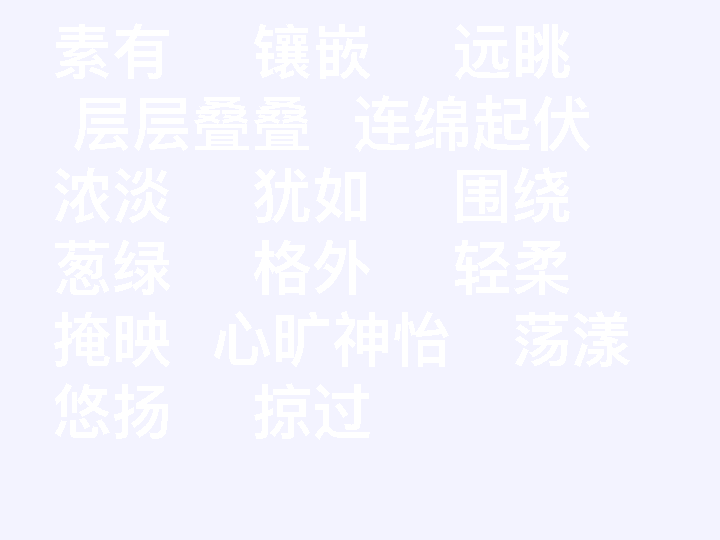 素有 镶嵌 远眺
层层叠叠 连绵起伏
浓淡 犹如 围绕
葱绿 格外 轻柔
掩映 心旷神怡 荡漾
悠扬 掠过